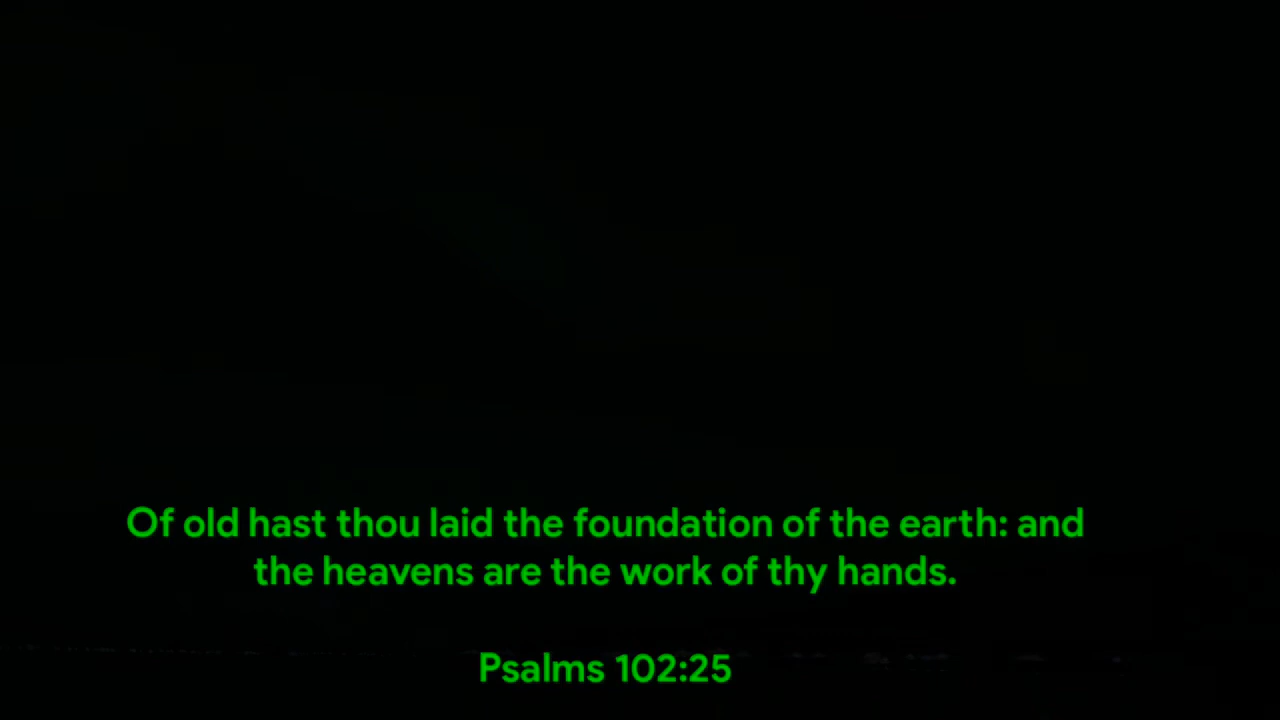 Of old hast thou laid the foundation of the earth: and
the heavens are the work of thy hands.
Psalms 102:25